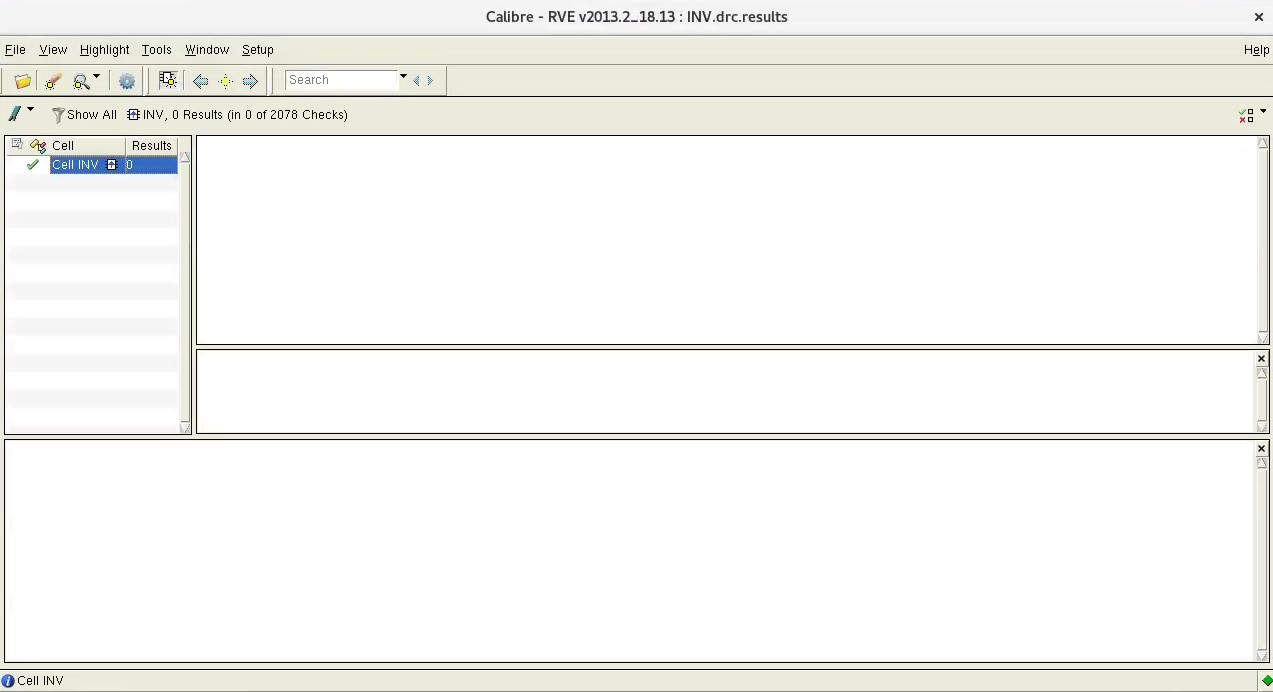 Calibre - RVE v2013.2_18.13 : INV.drc.results
File View Highlight Tools Window Setup Help
Search
Show All INV, 0 Results (in 0 of 2078 Checks)
Cell Results
Cell INV 0
Cell INV